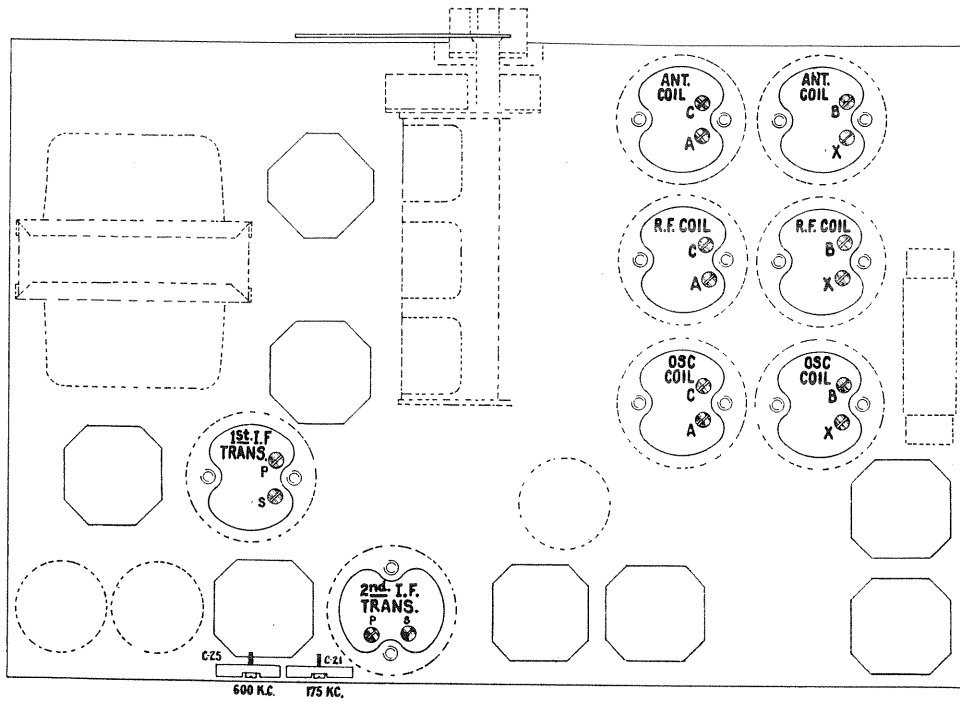 ANT.
COIL
C
A
ANT.
COIL
B
X
R.F. COIL
C
A
R.F. COIL
B
X
OSC
COIL
C
A
OSC
COIL
B
X
1st I.F
TRANS.
P
S
2nd. I.F.
TRANS.
P
S
C-25
C-21
600 K.C.
175 KC.